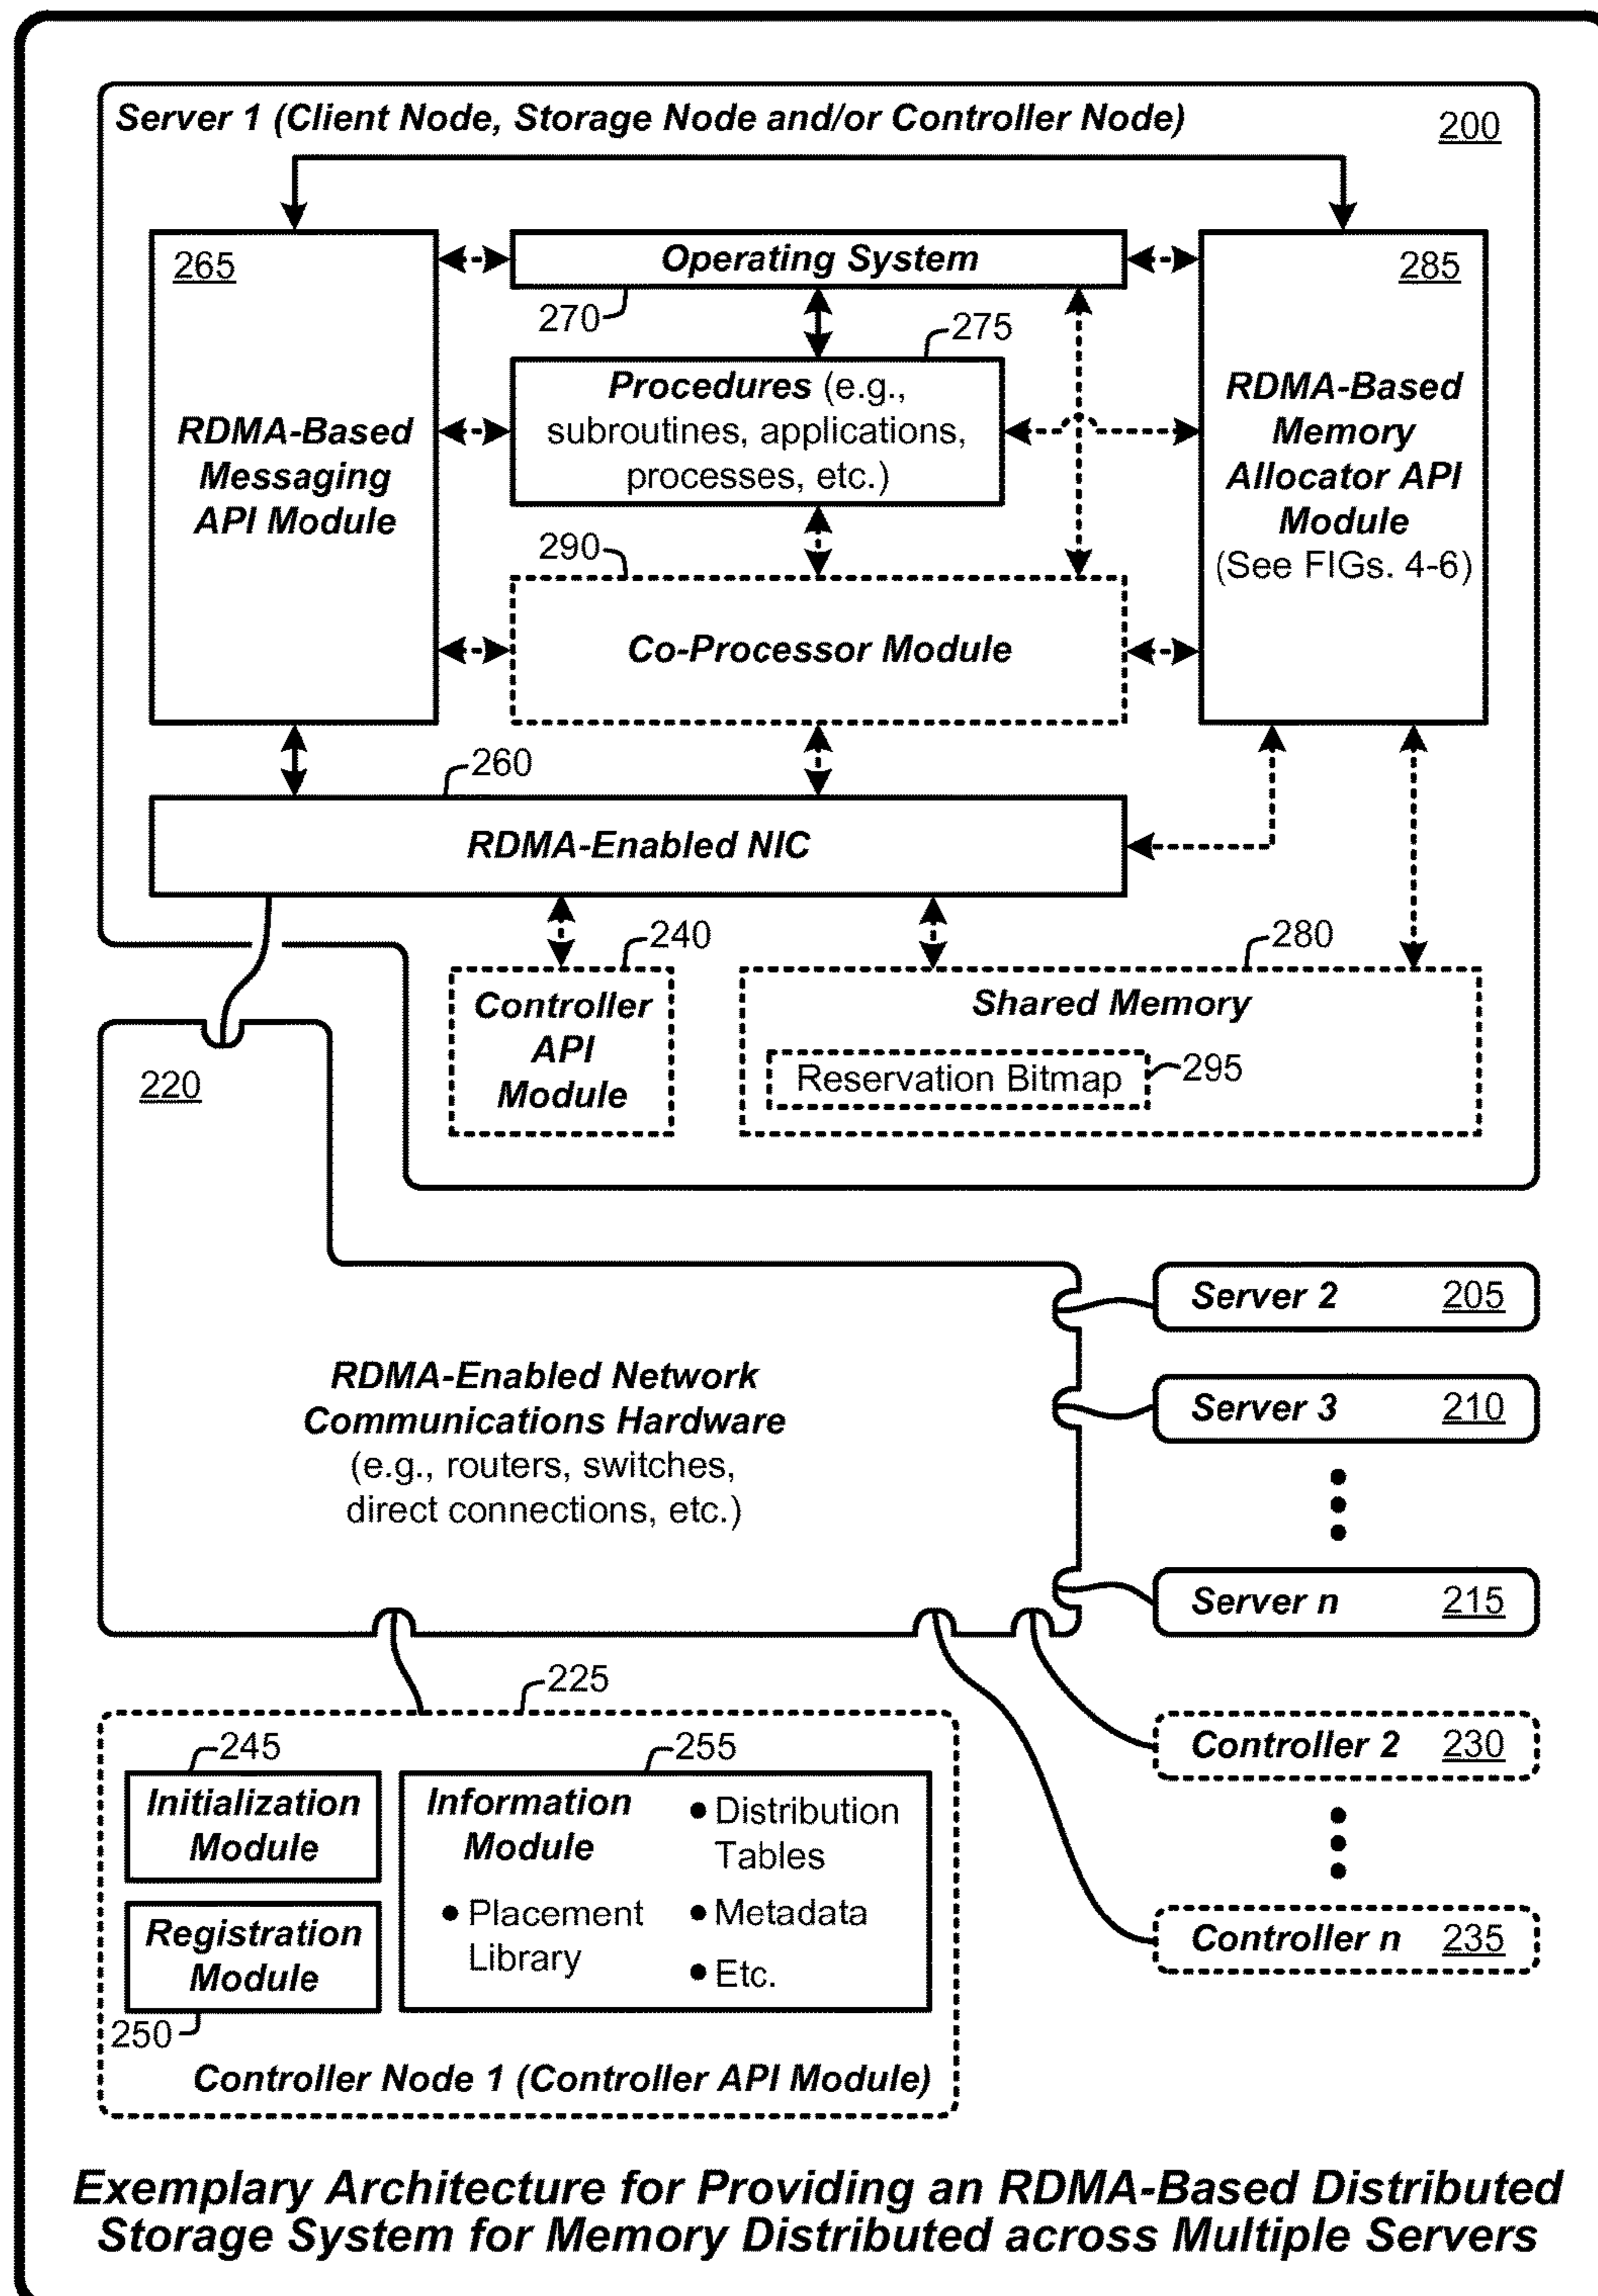 Server 1 (Client Node, Storage Node and/or Controller Node)
200
265
RDMA-Based
Messaging
API Module
Operating System
270
275
Procedures (e.g.,
subroutines, applications,
processes, etc.)
285
RDMA-Based
Memory
Allocator API
Module
(See FIGs. 4-6)
290
Co-Processor Module
260
RDMA-Enabled NIC
240
Controller
API
Module
280
Shared Memory
Reservation Bitmap
295
220
RDMA-Enabled Network
Communications Hardware
(e.g., routers, switches,
direct connections, etc.)
Server 2 205
Server 3 210
Server n 215
225
245
Initialization
Module
Registration
Module
250
255
Information
Module
• Placement
Library
• Distribution
Tables
• Metadata
• Etc.
Controller Node 1 (Controller API Module)
Controller 2 230
Controller n 235
Exemplary Architecture for Providing an RDMA-Based Distributed
Storage System for Memory Distributed across Multiple Servers